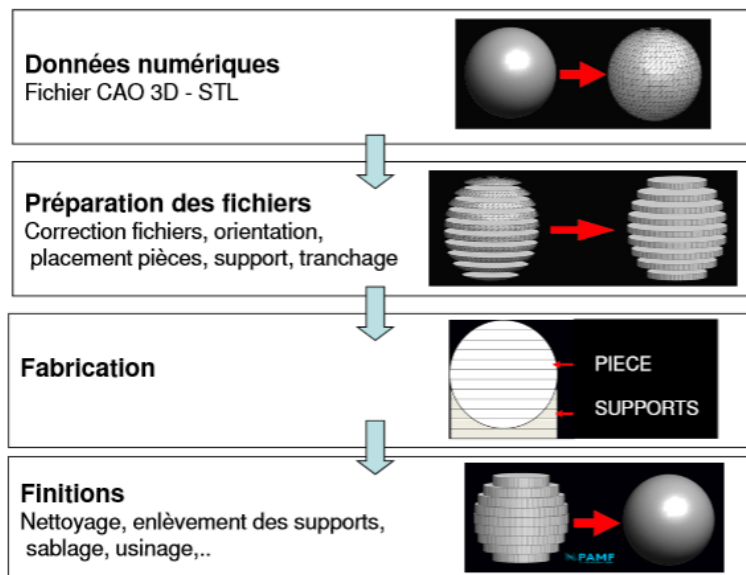 Données numériques
Fichier CAO 3D - STL
Préparation des fichiers
Correction fichiers, orientation,
placement pièces, support, tranchage
Fabrication
PIECE
SUPPORTS
Finitions
Nettoyage, enlèvement des supports,
sablage, usinage,..
PAMF